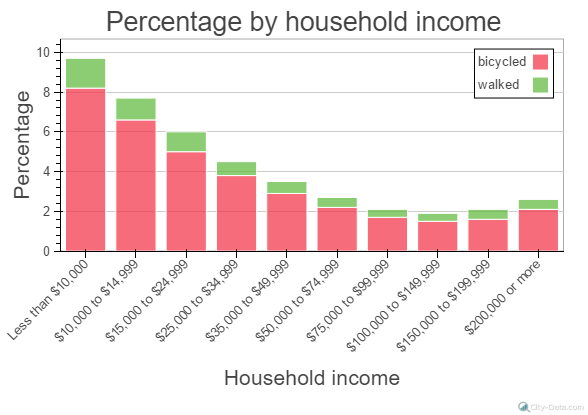 Percentage by household income
Percentage
10
8
6
4
2
0
bicycled
walked
Less than $10,000
$10,000 to $14,999
$15,000 to $24,999
$25,000 to $34,999
$35,000 to $49,999
$50,000 to $74,999
$75,000 to $99,999
$100,000 to $149,999
$150,000 to $199,999
$200,000 or more
Household income
City-Data.com